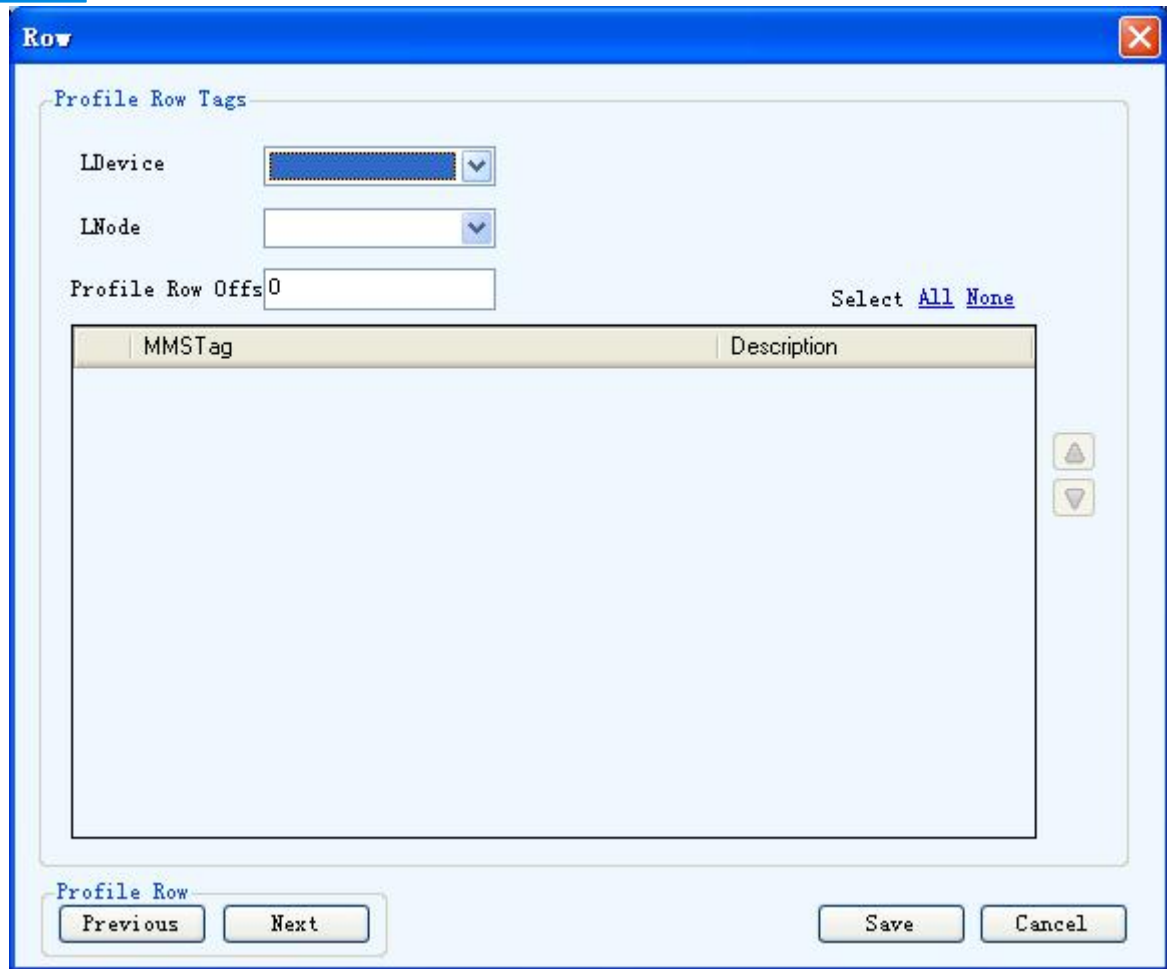 Row
Profile Row Tags
LDevice
LNode
Profile Row Offs 0
Select All None
MMSTag Description
Profile Row
Previous Next Save Cancel